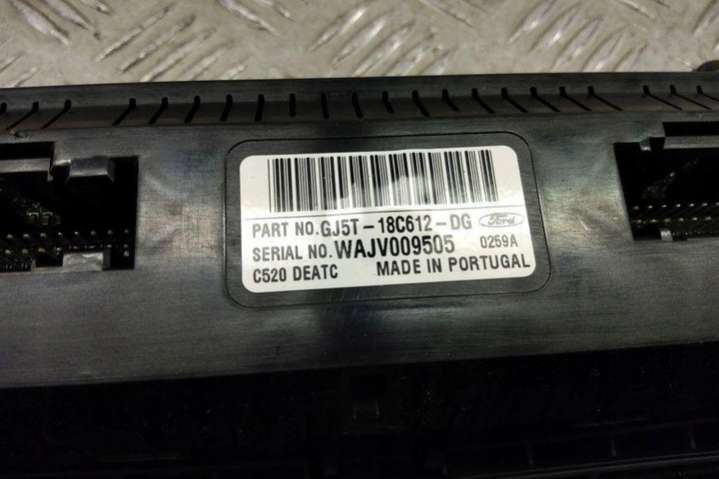 PART NO.GJ5T-18C612-DG Ford
SERIAL NO.WAJV009505 0259A
C520 DEATC MADE IN PORTUGAL